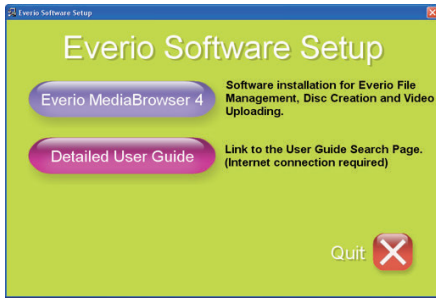 Everio Software Setup
Everio Software Setup
Everio MediaBrowser 4
Software installation for Everio File
Management, Disc Creation and Video
Uploading.
Detailed User Guide
Link to the User Guide Search Page.
(Internet connection required)
Quit